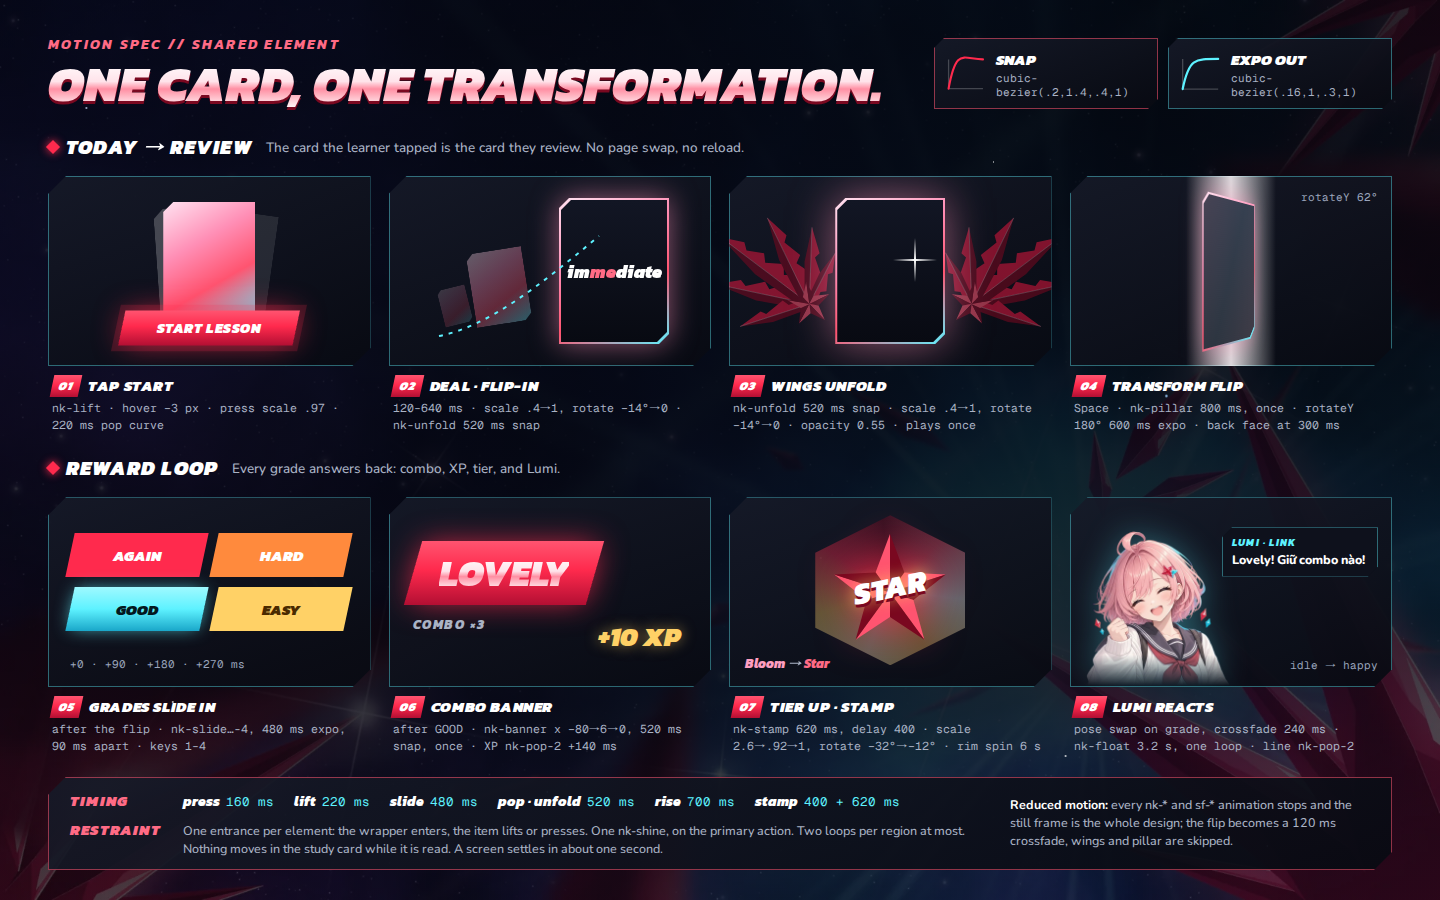 MOTION SPEC // SHARED ELEMENT
ONE CARD, ONE TRANSFORMATION.
SNAP
cubic-
bezier(.2,1.4,.4,1)
EXPO OUT
cubic-
bezier(.16,1,.3,1)
TODAY → REVIEW The card the learner tapped is the card they review. No page swap, no reload.
START LESSON
immediate
rotateY 62°
01 TAP START
nk-lift · hover -3 px · press scale .97 ·
220 ms pop curve
02 DEAL · FLIP-IN
120-640 ms · scale .4→1, rotate -14°→0 ·
nk-unfold 520 ms snap
03 WINGS UNFOLD
nk-unfold 520 ms snap · scale .4→1, rotate
-14°→0 · opacity 0.55 · plays once
04 TRANSFORM FLIP
Space · nk-pillar 800 ms, once · rotateY
180° 600 ms expo · back face at 300 ms
REWARD LOOP Every grade answers back: combo, XP, tier, and Lumi.
AGAIN HARD
GOOD EASY
+0 · +90 · +180 · +270 ms
LOVELY
COMBO ×3
+10 XP
STAR
Bloom → Star
LUMI · LINK
Lovely! Giữ combo nào!
idle → happy
05 GRADES SLIDE IN
after the flip · nk-slide…-4, 480 ms expo,
90 ms apart · keys 1-4
06 COMBO BANNER
after GOOD · nk-banner x -80→6→0, 520 ms
snap, once · XP nk-pop-2 +140 ms
07 TIER UP · STAMP
nk-stamp 620 ms, delay 400 · scale
2.6→.92→1, rotate -32°→-12° · rim spin 6 s
08 LUMI REACTS
pose swap on grade, crossfade 240 ms ·
nk-float 3.2 s, one loop · line nk-pop-2
TIMING press 160 ms lift 220 ms slide 480 ms pop · unfold 520 ms rise 700 ms stamp 400 + 620 ms
RESTRAINT One entrance per element: the wrapper enters, the item lifts or presses. One nk-shine, on the primary action. Two loops per region at most.
Nothing moves in the study card while it is read. A screen settles in about one second.
Reduced motion: every nk-* and sf-* animation stops and the
still frame is the whole design; the flip becomes a 120 ms
crossfade, wings and pillar are skipped.